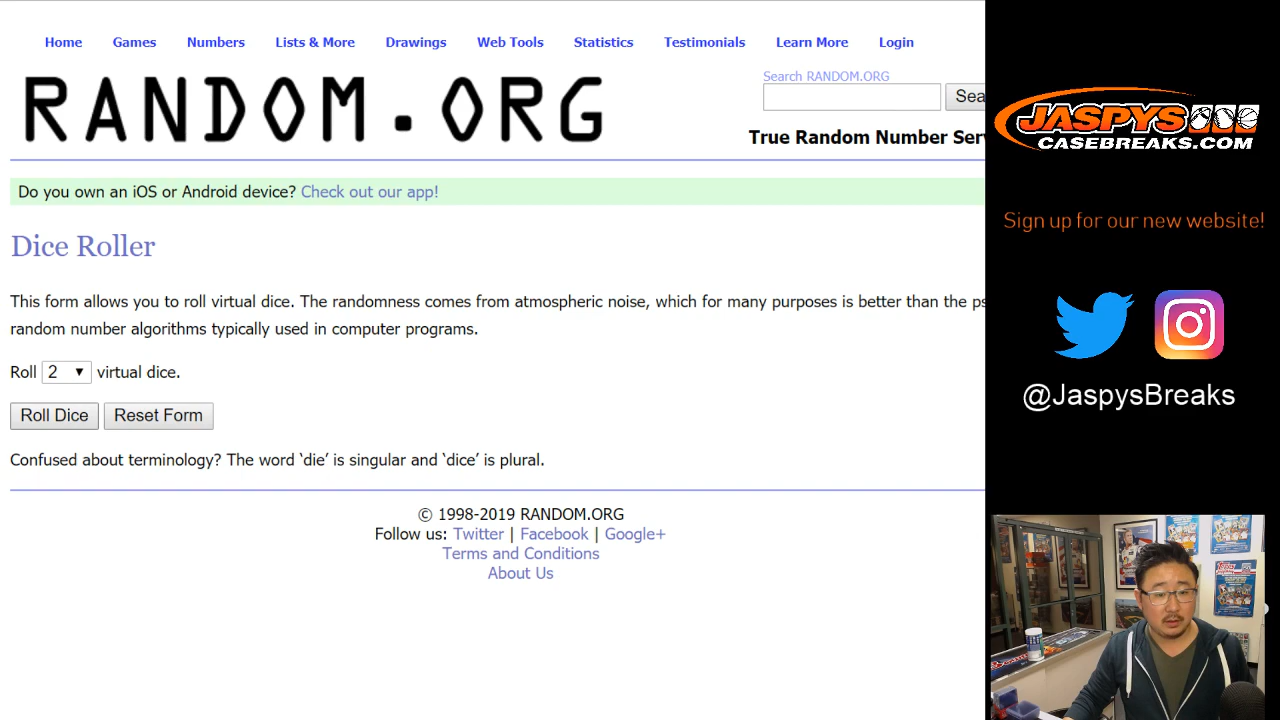 Home Games Numbers Lists & More Drawings Web Tools Statistics Testimonials Learn More Login
RANDOM.ORG
Search RANDOM.ORG
Sea
True Random Number Ser
Do you own an iOS or Android device? Check out our app!
Dice Roller
This form allows you to roll virtual dice. The randomness comes from atmospheric noise, which for many purposes is better than the ps
random number algorithms typically used in computer programs.
Roll 2 virtual dice.
Roll Dice Reset Form
Confused about terminology? The word ‘die’ is singular and ‘dice’ is plural.
© 1998-2019 RANDOM.ORG
Follow us: Twitter | Facebook | Google+
Terms and Conditions
About Us
JASPYS
CASEBREAKS.COM
Sign up for our new website!
@JaspysBreaks